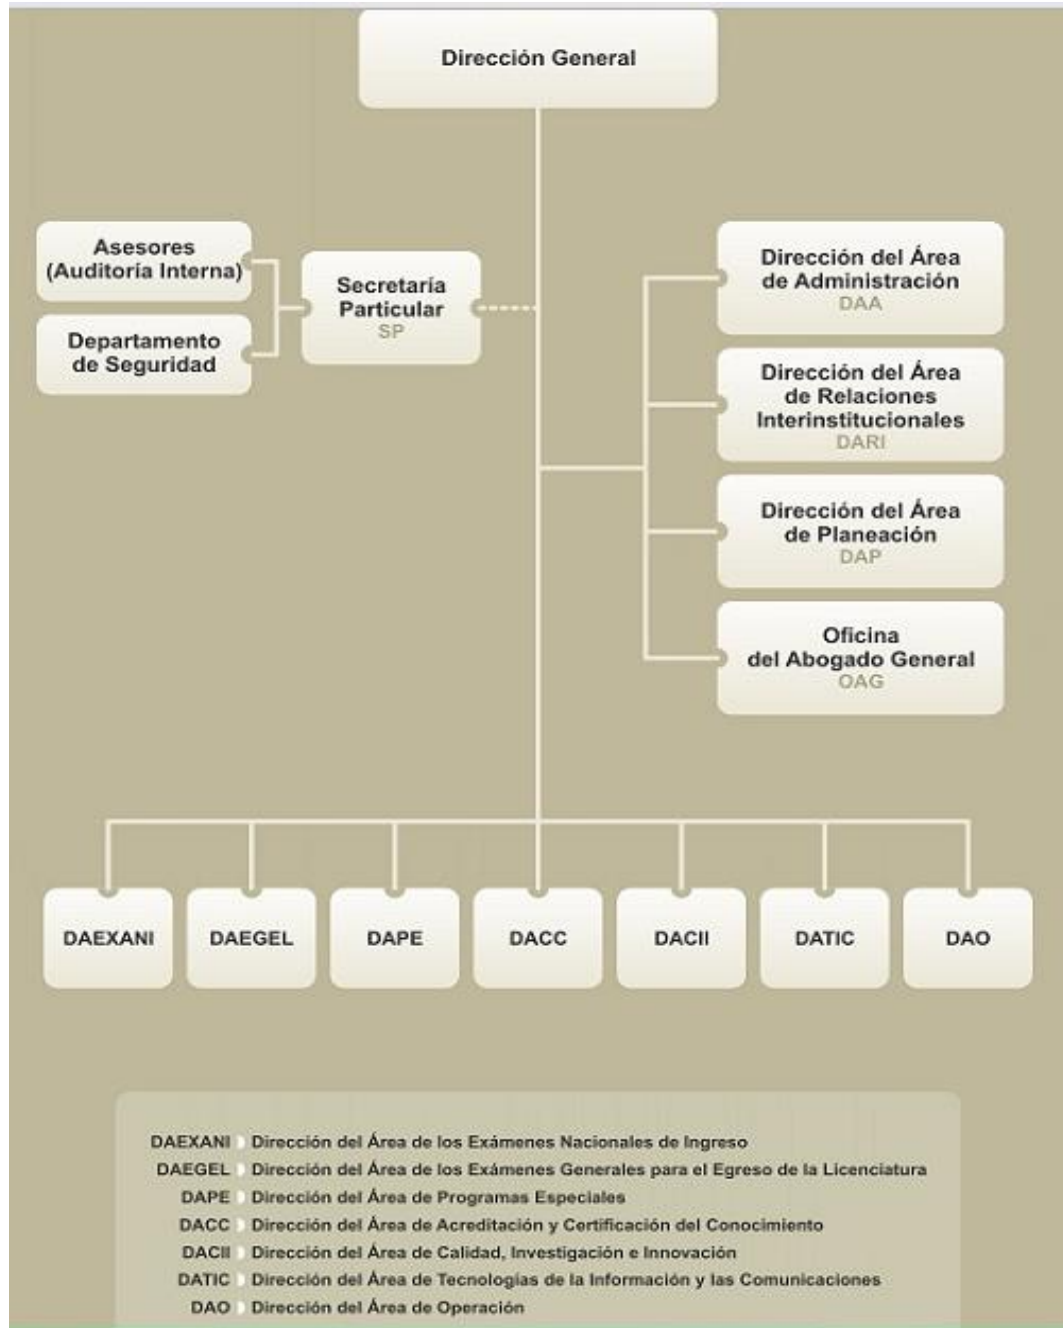 Dirección General
Asesores
(Auditoría Interna)
Departamento
de Seguridad
Secretaría
Particular
SP
Dirección del Área
de Administración
DAA
Dirección del Área
de Relaciones
Interinstitucionales
DARI
Dirección del Área
de Planeación
DAP
Oficina
del Abogado General
OAG
DAEXANI
DAEGEL
DAPE
DACC
DACII
DATIC
DAO
DAEXANI Dirección del Área de los Exámenes Nacionales de Ingreso
DAEGEL Dirección del Área de los Exámenes Generales para el Egreso de la Licenciatura
DAPE Dirección del Área de Programas Especiales
DACC Dirección del Área de Acreditación y Certificación del Conocimiento
DACII Dirección del Área de Calidad, Investigación e Innovación
DATIC Dirección del Área de Tecnologías de la Información y las Comunicaciones
DAO Dirección del Área de Operación